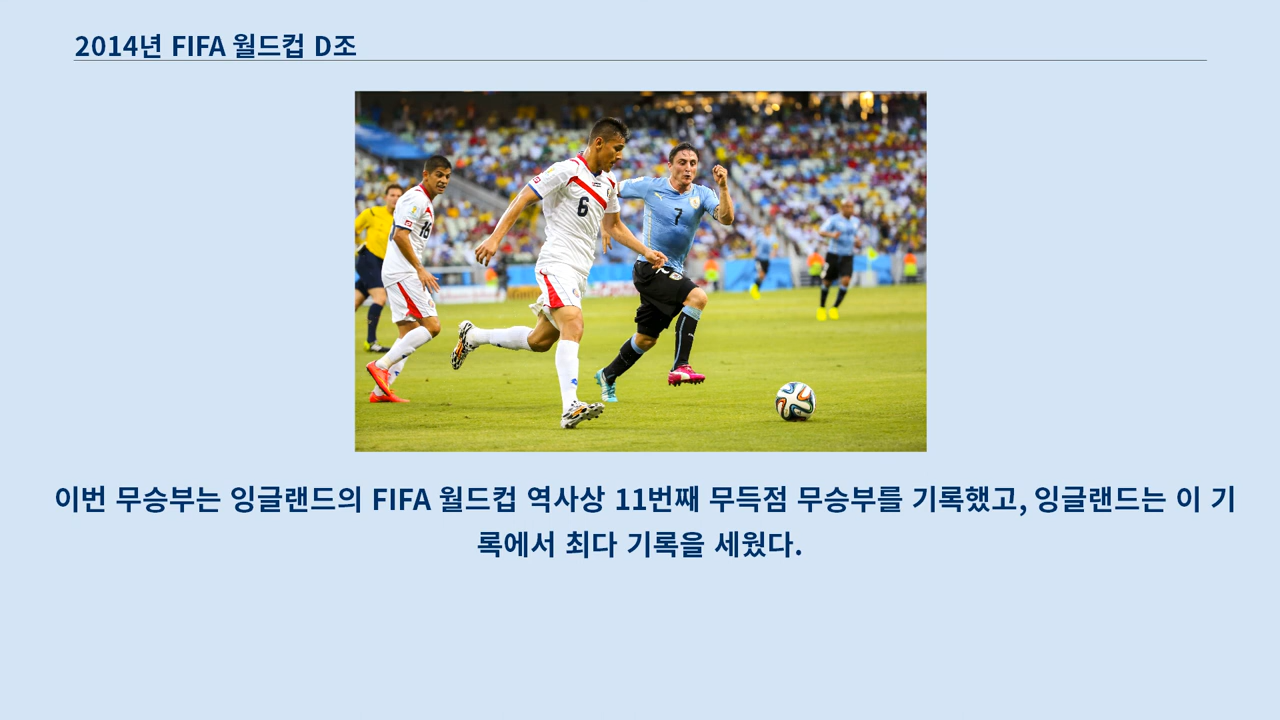 2014년 FIFA 월드컵 D조
16
6
7
이번 무승부는 잉글랜드의 FIFA 월드컵 역사상 11번째 무득점 무승부를 기록했고, 잉글랜드는 이 기
록에서 최다 기록을 세웠다.